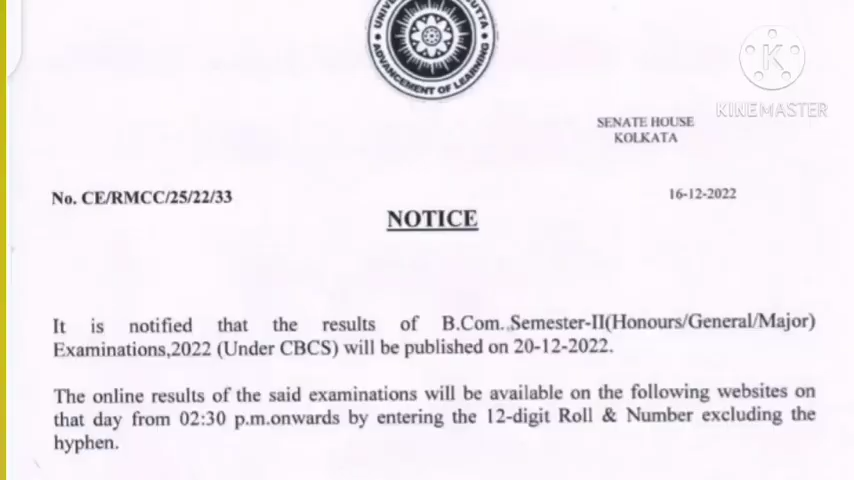 ADVANCEMENT OF LEARNING
KINEMASTER
SENATE HOUSE
KOLKATA
No. CE/RMCC/25/22/33
16-12-2022
NOTICE
It is notified that the results of B.Com. Semester-II(Honours/General/Major)
Examinations,2022 (Under CBCS) will be published on 20-12-2022.
The online results of the said examinations will be available on the following websites on
that day from 02:30 p.m.onwards by entering the 12-digit Roll & Number excluding the
hyphen.